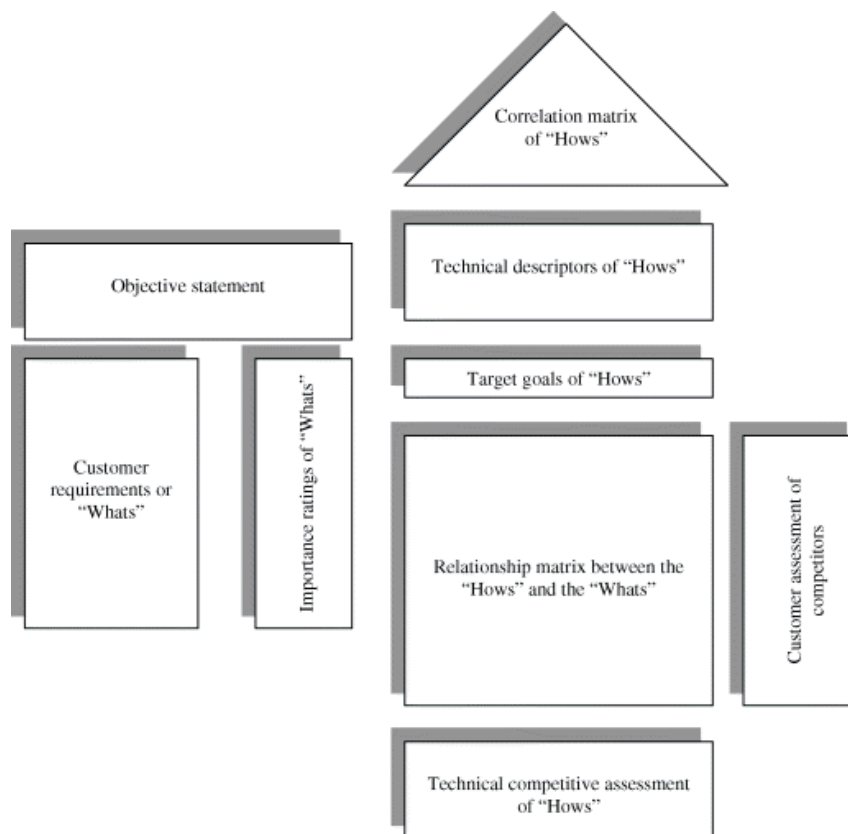 Correlation matrix
of “Hows”
Technical descriptors of “Hows”
Objective statement
Target goals of “Hows”
Customer
requirements or
“Whats”
Importance ratings of “Whats”
Relationship matrix between the
“Hows” and the “Whats”
Customer assessment of
competitors
Technical competitive assessment
of “Hows”